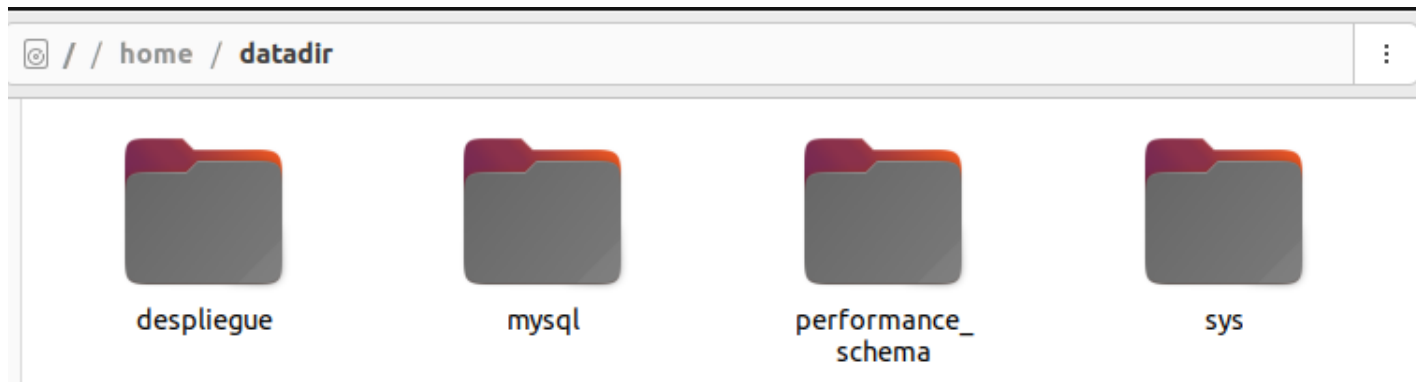 / / home / datadir
despliegue mysql performance_ sys
schema